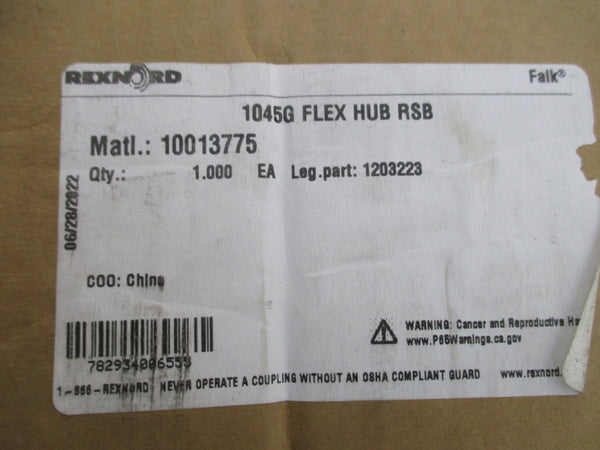 REXNORD
Falk®
1045G FLEX HUB RSB
Matl.: 10013775
Qty.: 1.000 EA Leg.part: 1203223
06/28/2022
COO: China
WARNING: Cancer and Reproductive
www.P65Warnings.ca.gov
782934006535
1-866-REXNORD NEVER OPERATE A COUPLING WITHOUT AN OSHA COMPLIANT GUARD www.rexnord.